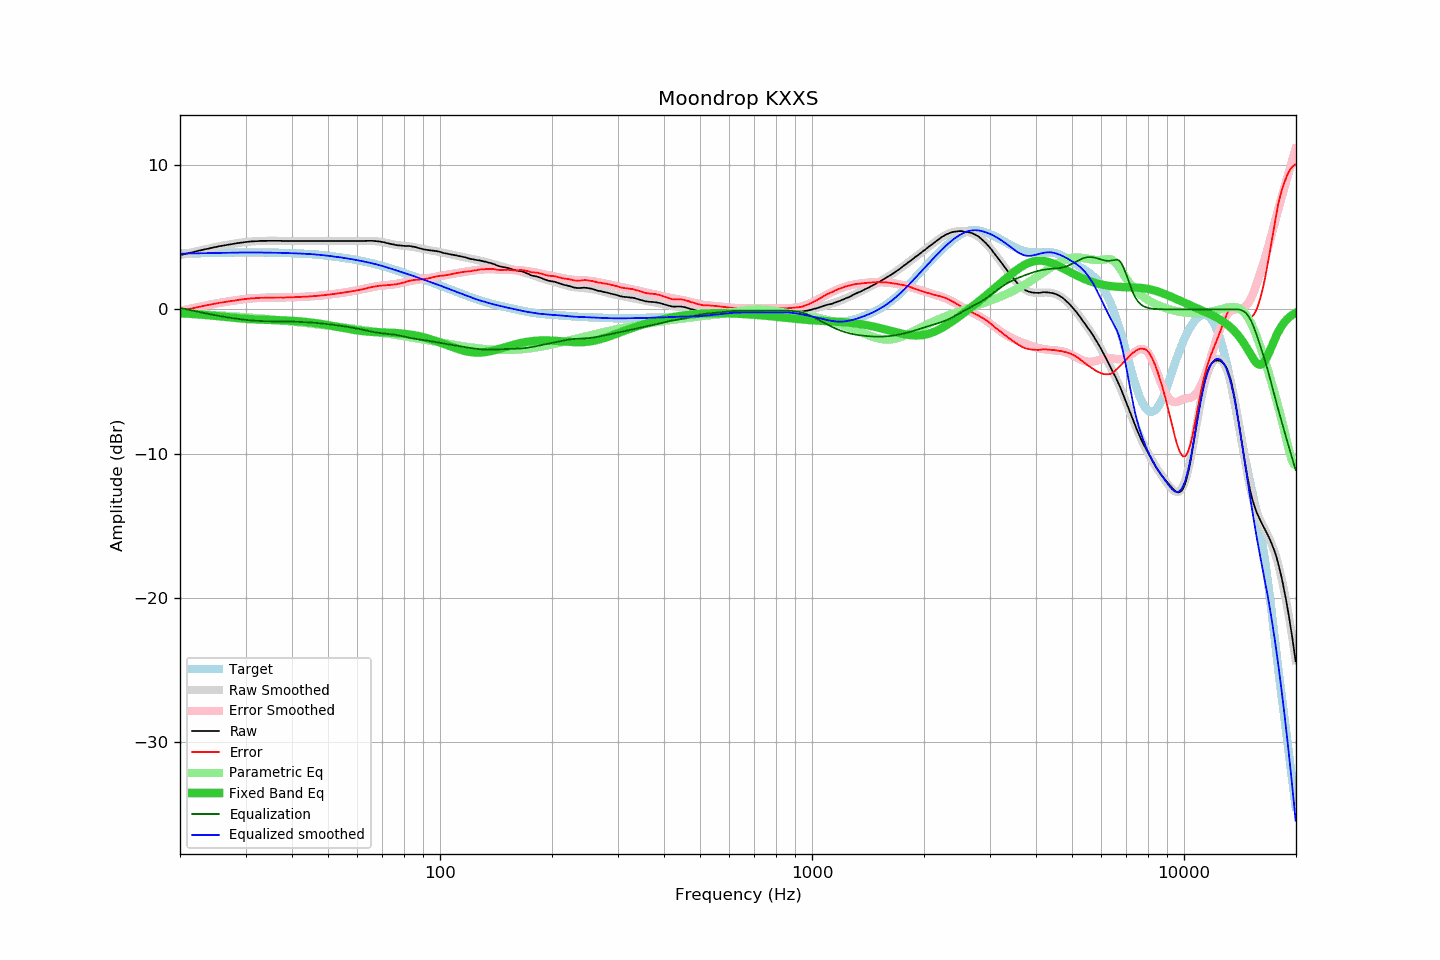 Moondrop KXXS
Amplitude (dBr)
10
0
−10
−20
−30
Target
Raw Smoothed
Error Smoothed
Raw
Error
Parametric Eq
Fixed Band Eq
Equalization
Equalized smoothed
100
1000
10000
Frequency (Hz)